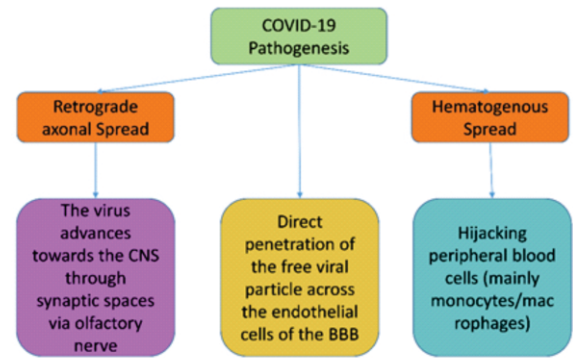 COVID-19
Pathogenesis
Retrograde
axonal Spread
Hematogenous
Spread
The virus
advances
towards the CNS
through
synaptic spaces
via olfactory
nerve
Direct
penetration of
the free viral
particle across
the endothelial
cells of the BBB
Hijacking
peripheral blood
cells (mainly
monocytes/mac
rophages)